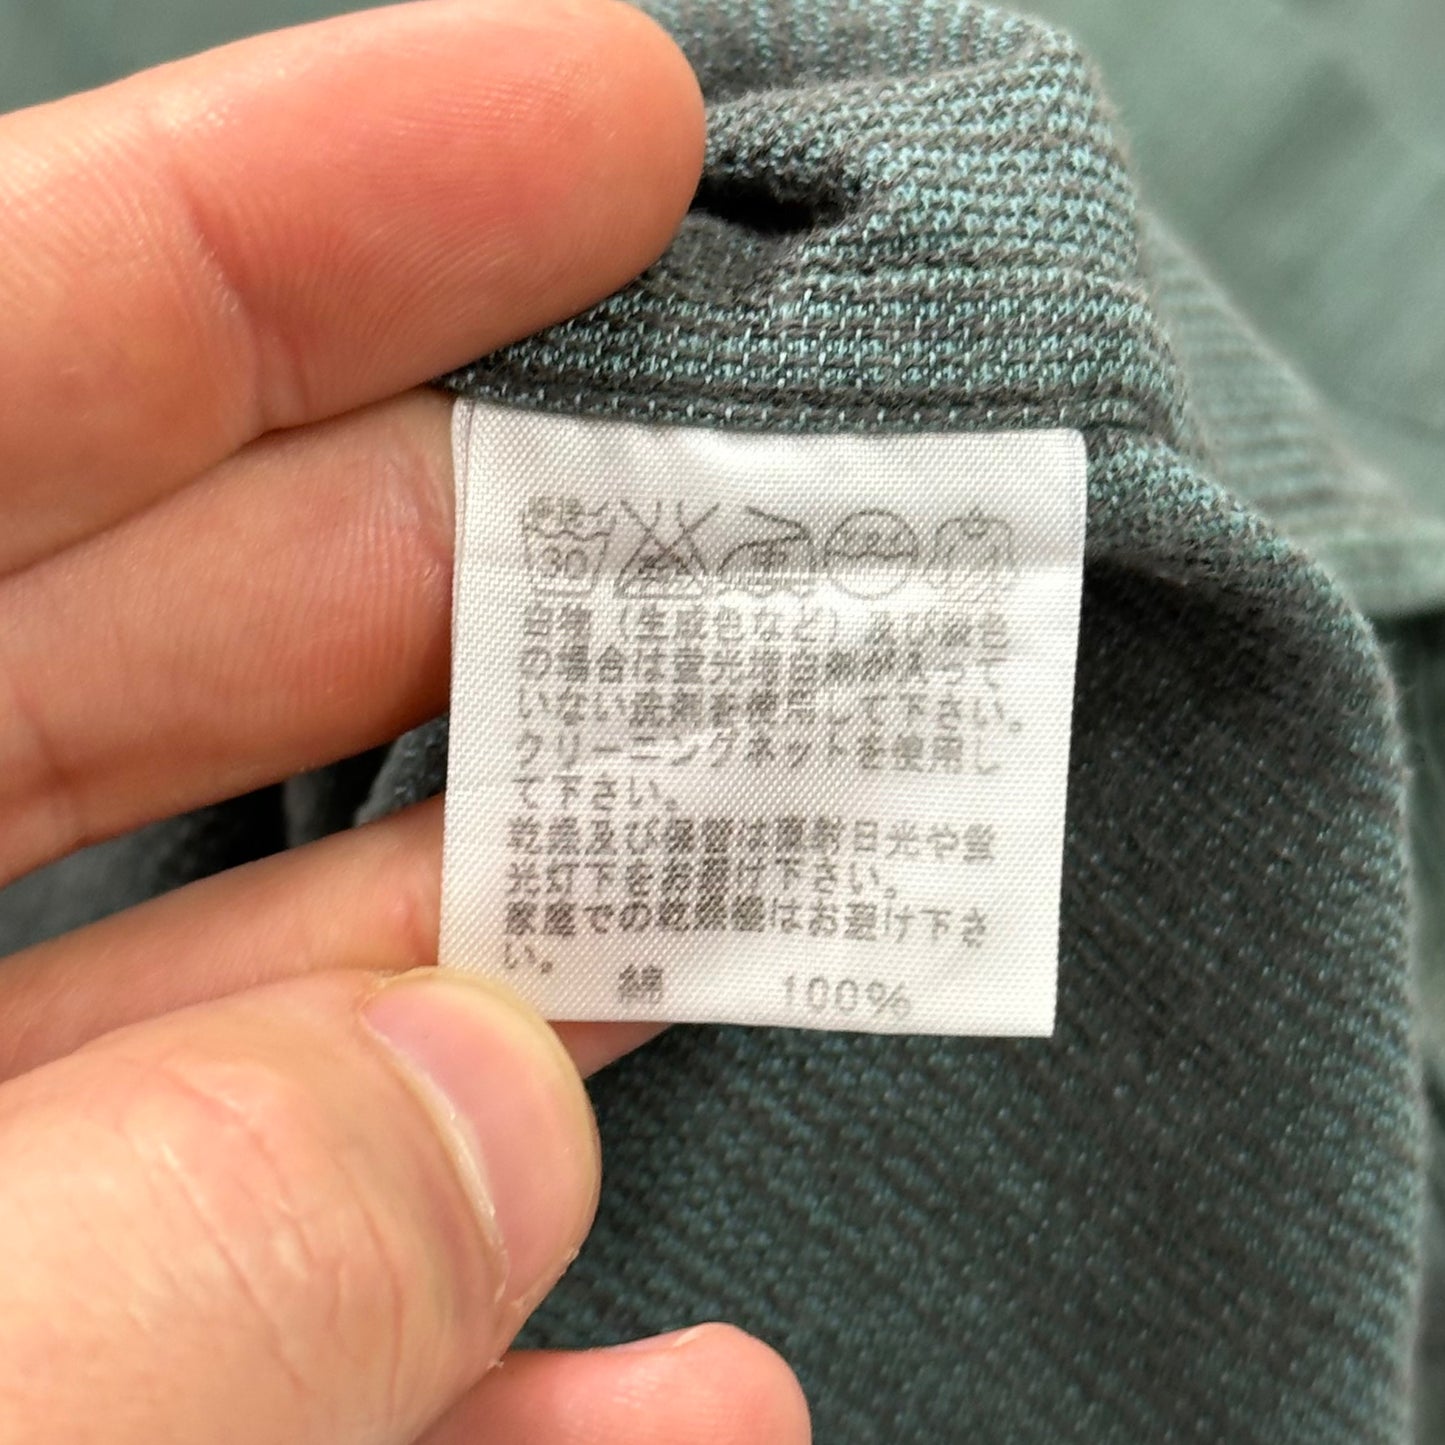 弱 30
中
白物（生成色など）及び淡色
の場合は蛍光増白剤が入って
いない洗剤を使用して下さい。
クリーニングネットを使用し
て下さい。
乾燥及び保管は直射日光や蛍
光灯下をお避け下さい。
家庭での乾燥機はお避け下さ
い。
綿 100%